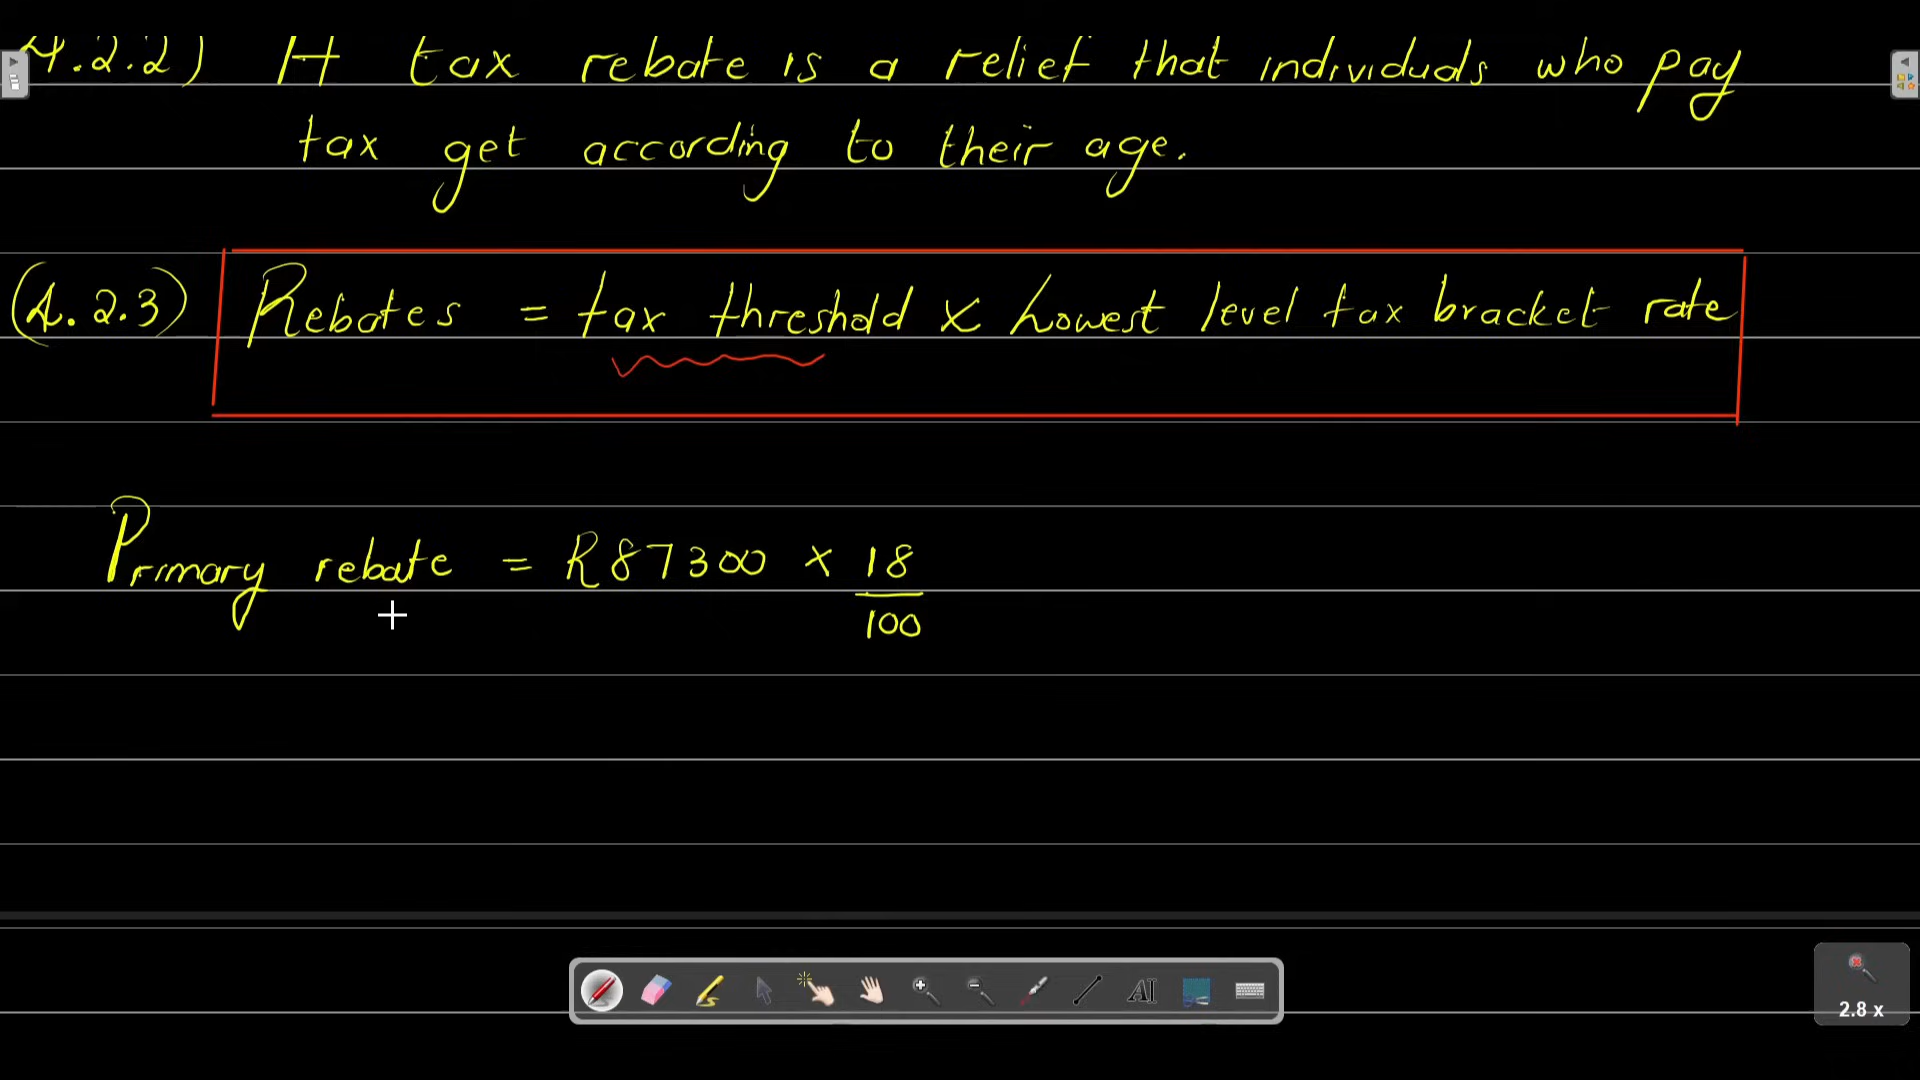 4.2.2) A tax rebate is a relief that individuals who pay
tax get according to their age.
(4.2.3) Rebates = tax threshold x Lowest level tax bracket rate
Primary rebate = R87300 x 18
100
AI
2.8 x